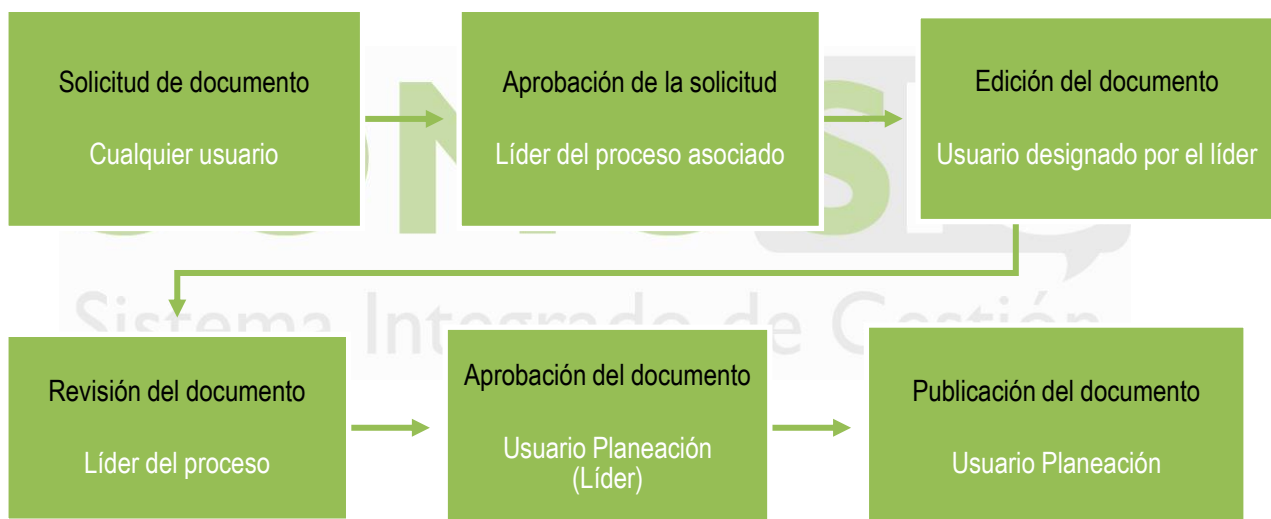 Solicitud de documento
Cualquier usuario
Aprobación de la solicitud
Líder del proceso asociado
Edición del documento
Usuario designado por el líder
Sistema Integrado de Gestión
Revisión del documento
Líder del proceso
Aprobación del documento
Usuario Planeación
(Líder)
Publicación del documento
Usuario Planeación